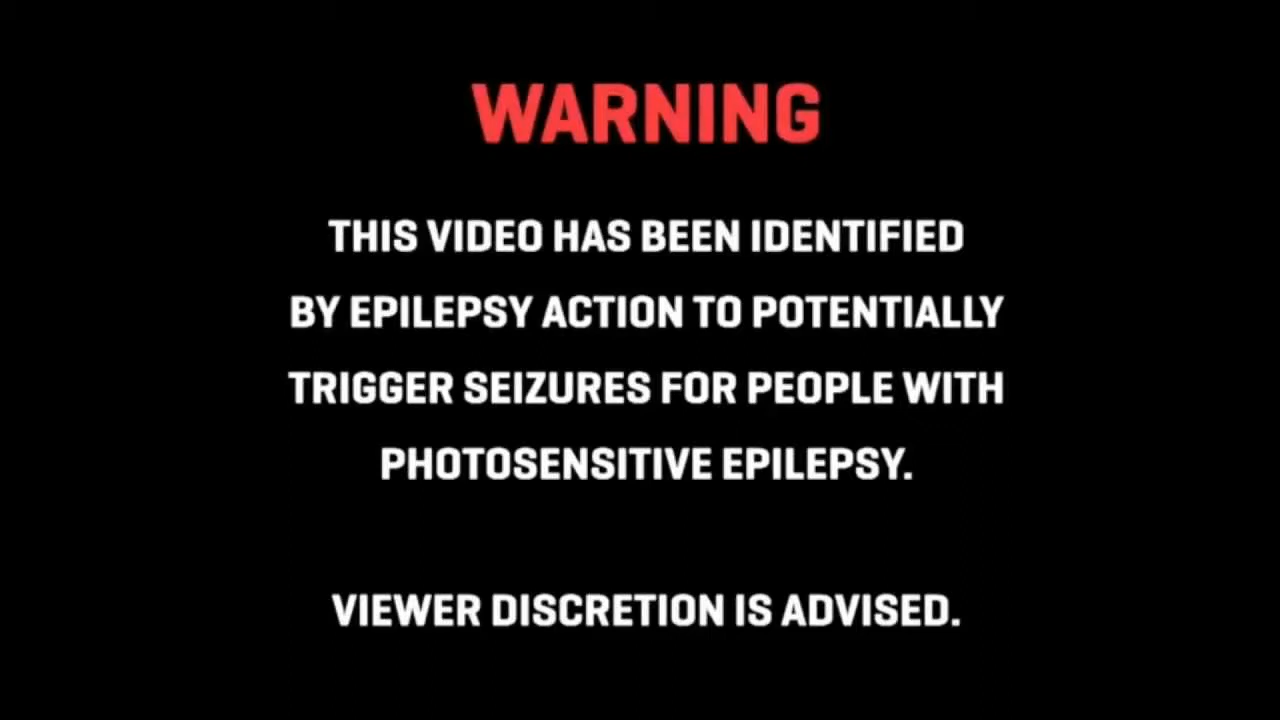 WARNING
THIS VIDEO HAS BEEN IDENTIFIED
BY EPILEPSY ACTION TO POTENTIALLY
TRIGGER SEIZURES FOR PEOPLE WITH
PHOTOSENSITIVE EPILEPSY.
VIEWER DISCRETION IS ADVISED.